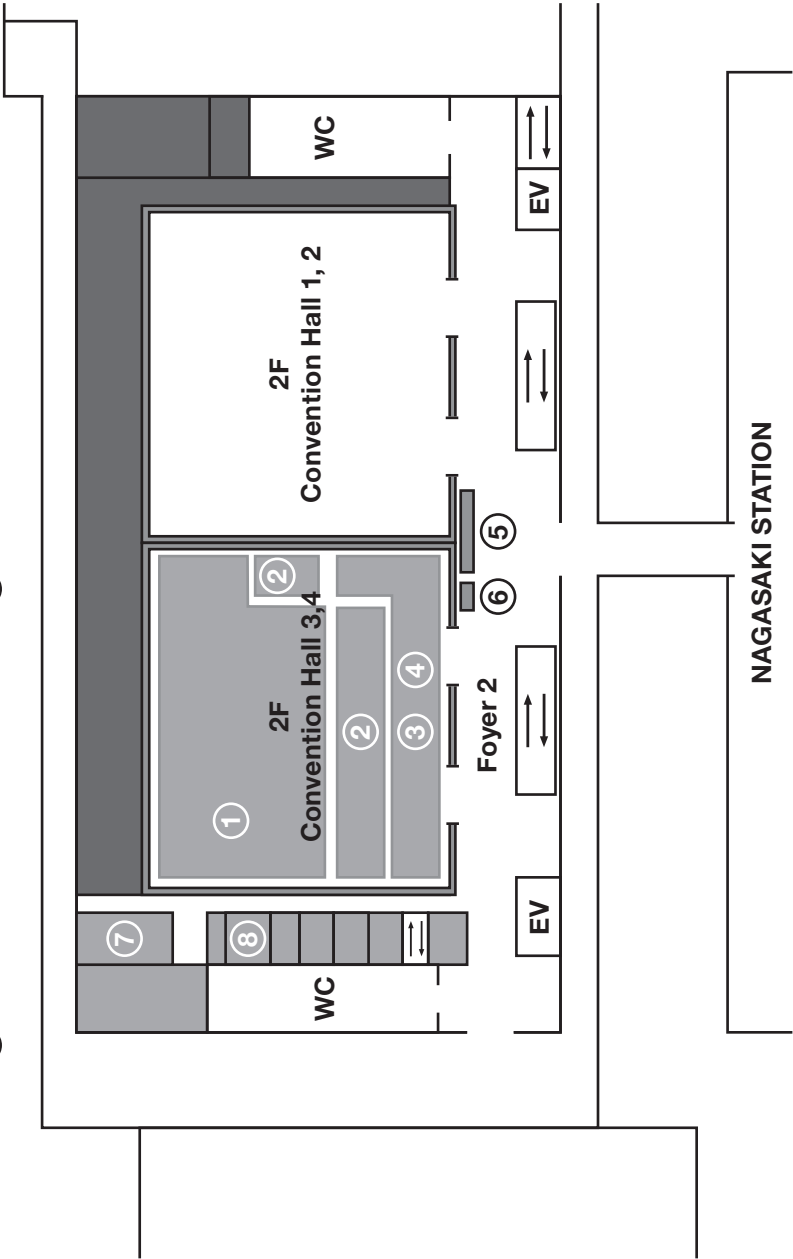 ⑦
①
⑧
②
2F
Convention Hall 3,4
2F
Convention Hall 1, 2
WC
WC
②
③ ④
Foyer 2
⑥ ⑤
EV
EV
NAGASAKI STATION